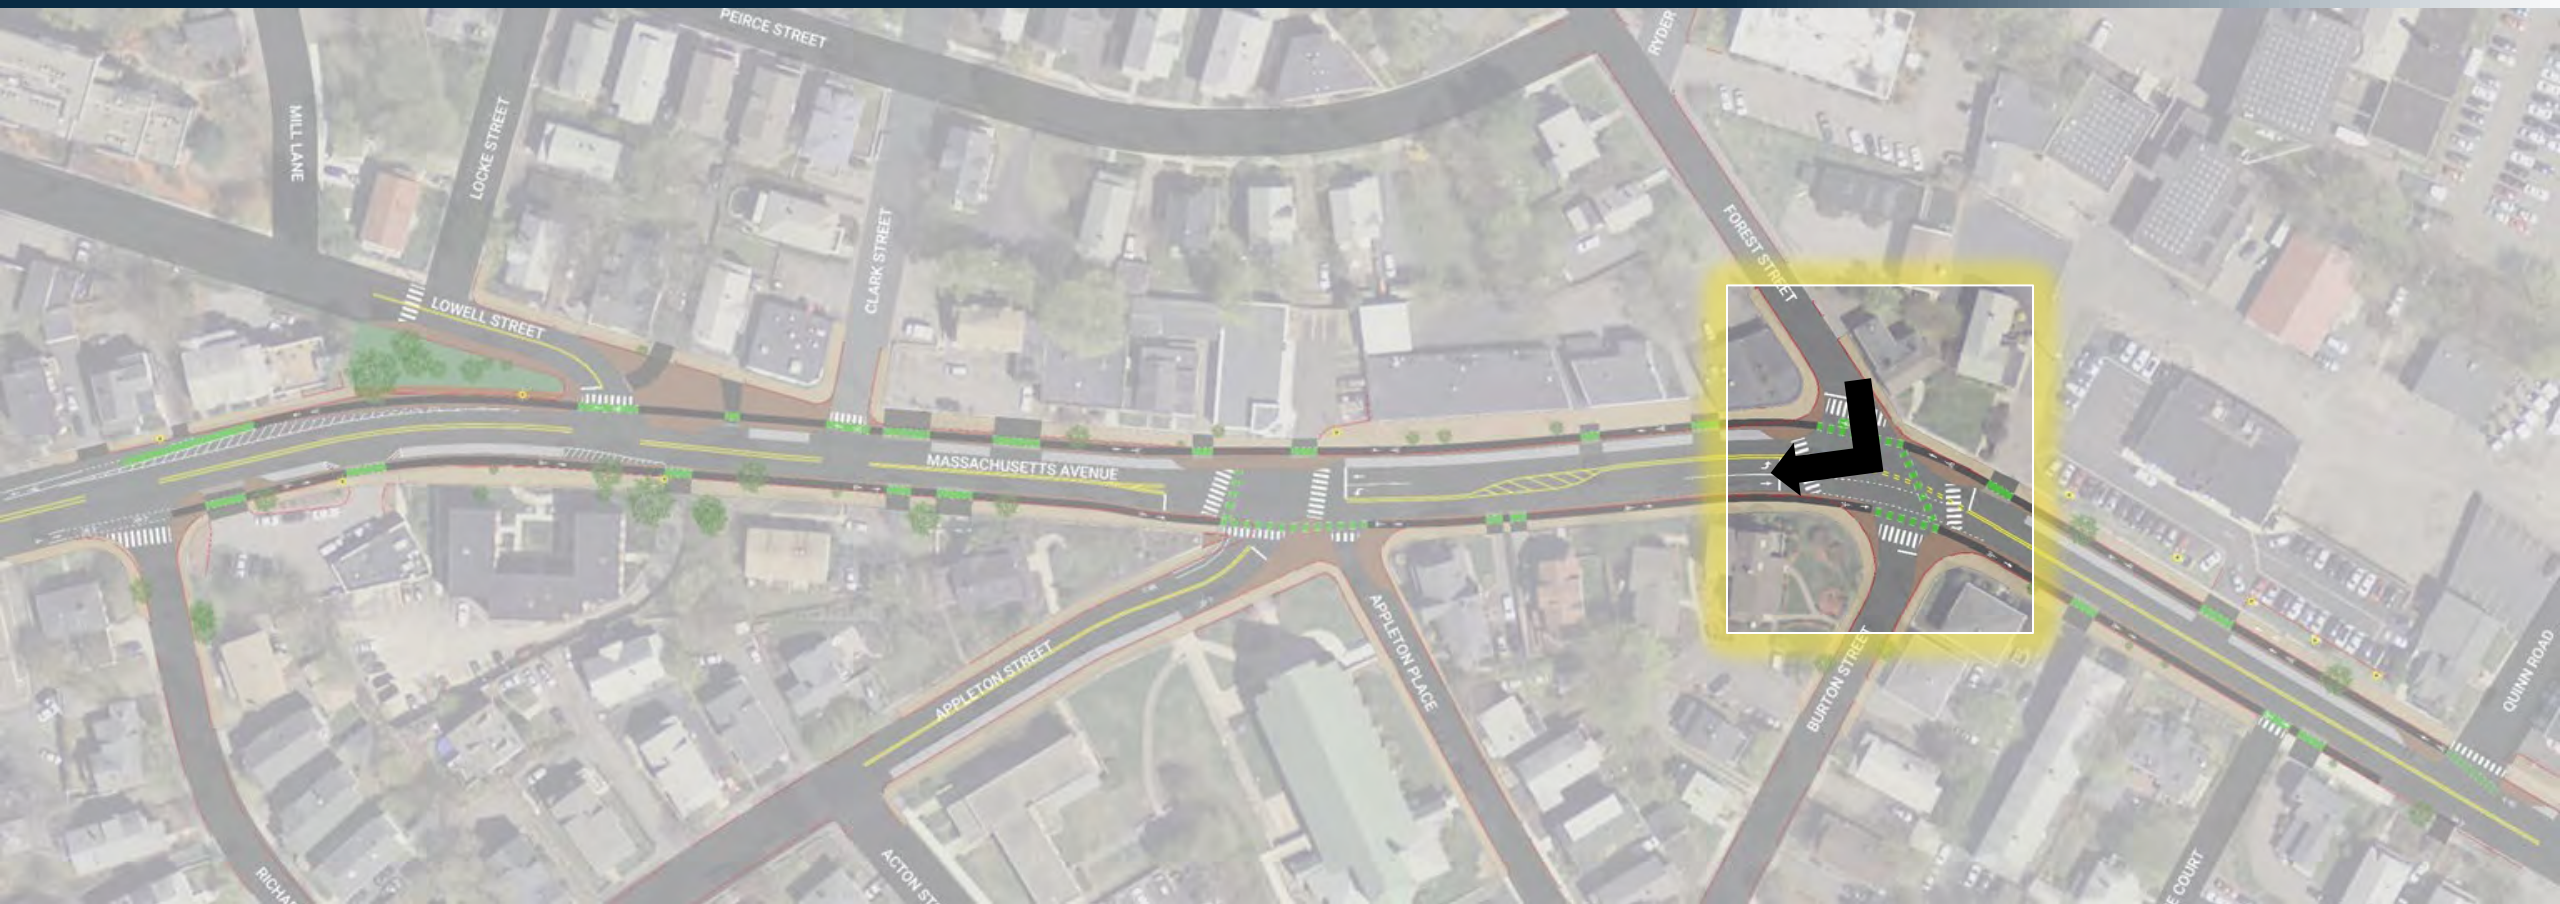 PEIRCE STREET
RYDER
MILL LANE
LOCKE STREET
CLARK STREET
FOREST STREET
LOWELL STREET
MASSACHUSETTS AVENUE
APPLETON STREET
APPLETON PLACE
BURTON STREET
QUINN ROAD
RICHA
ACTON ST
E COURT